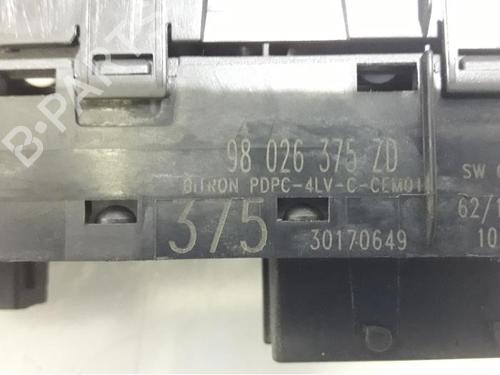 B-PARTS
98 026 375 ZD
BITRON PDPC-4LV-C-CEM01
SW
375
30170649
62/1
10